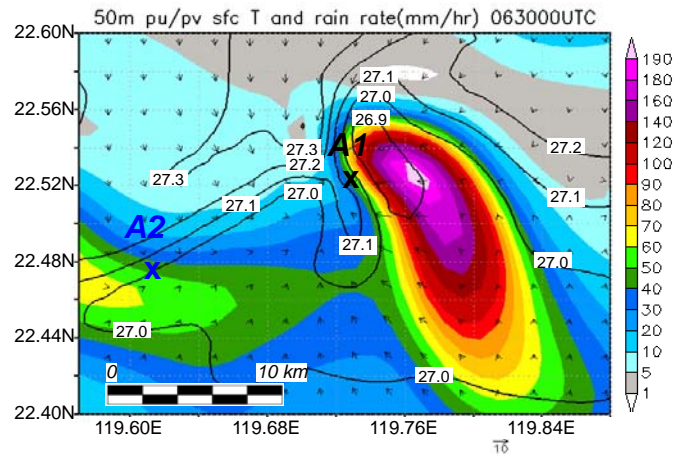 50m pu/pv sfc T and rain rate(mm/hr) 063000UTC
22.60N
22.56N
22.52N
22.48N
22.44N
22.40N
27.1
27.0
26.9
A1
27.3
27.2
27.2
27.3
x
27.0
27.1
27.1
A2
27.1
27.0
x
27.0
27.0
0 10 km
119.60E 119.68E 119.76E 119.84E
10
190
180
160
140
120
100
90
80
70
60
50
40
30
20
10
5
1